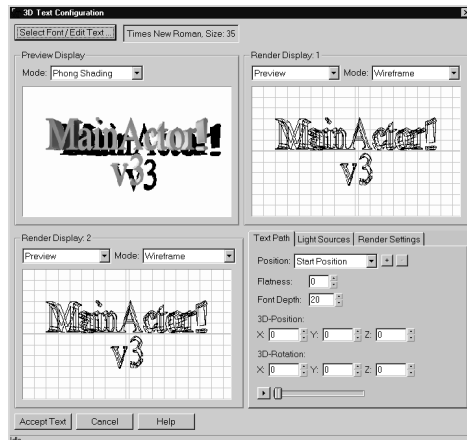 3D Text Configuration
Select Font / Edit Text ... Times New Roman, Size: 35
Preview Display
Mode: Phong Shading
MainActor!
v3
Render Display: 1
Preview Mode: Wireframe
MainActor!
v3
Render Display: 2
Preview Mode: Wireframe
MainActor!
v3
Text Path Light Sources Render Settings
Position: Start Position +
Flatness: 0
Font Depth: 20
3D-Position:
X: 0 Y: 0 Z: 0
3D-Rotation:
X: 0 Y: 0 Z: 0
Accept Text Cancel Help